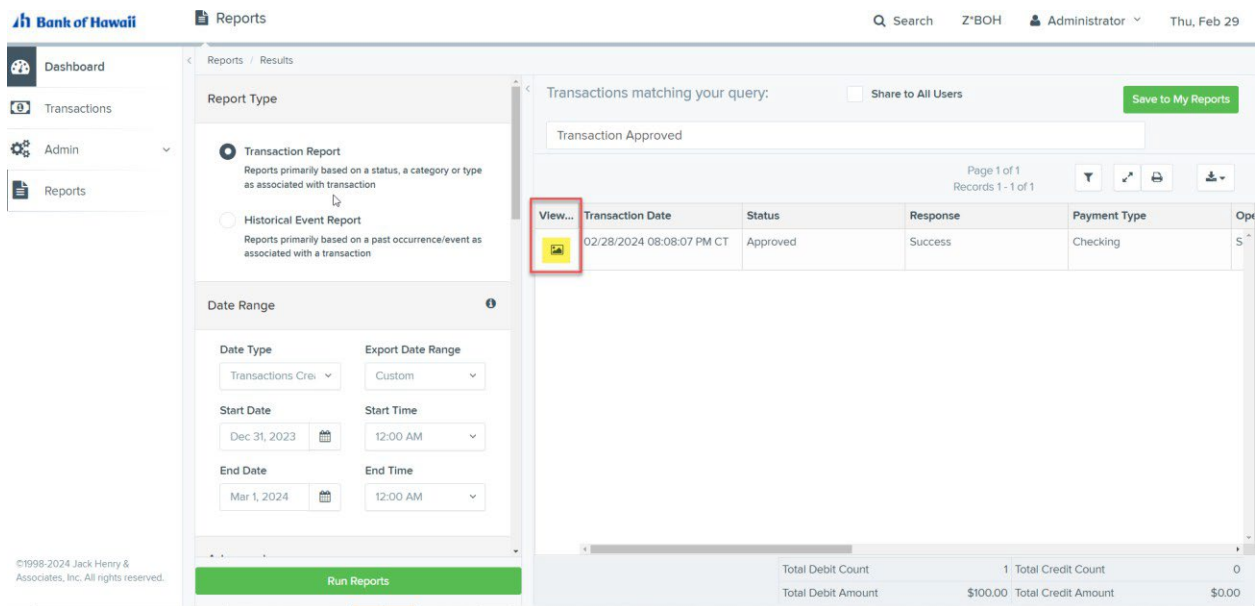 Bank of Hawaii
Reports
Search
Z*BOH
Administrator
Thu, Feb 29
Dashboard
Transactions
Admin
Reports
Reports / Results
Report Type
Transaction Report
Reports primarily based on a status, a category or type
as associated with transaction
Historical Event Report
Reports primarily based on a past occurrence/event as
associated with a transaction
Date Range
Date Type
Export Date Range
Transactions Cre
Custom
Start Date
Start Time
Dec 31, 2023
12:00 AM
End Date
End Time
Mar 1, 2024
12:00 AM
Run Reports
Transactions matching your query:
Share to All Users
Save to My Reports
Transaction Approved
Page 1 of 1
Records 1 - 1 of 1
View... Transaction Date Status Response Payment Type Ope
02/28/2024 08:08:07 PM CT Approved Success Checking S
Total Debit Count 1 Total Credit Count 0
Total Debit Amount $100.00 Total Credit Amount $0.00
©1998-2024 Jack Henry &
Associates, Inc. All rights reserved.